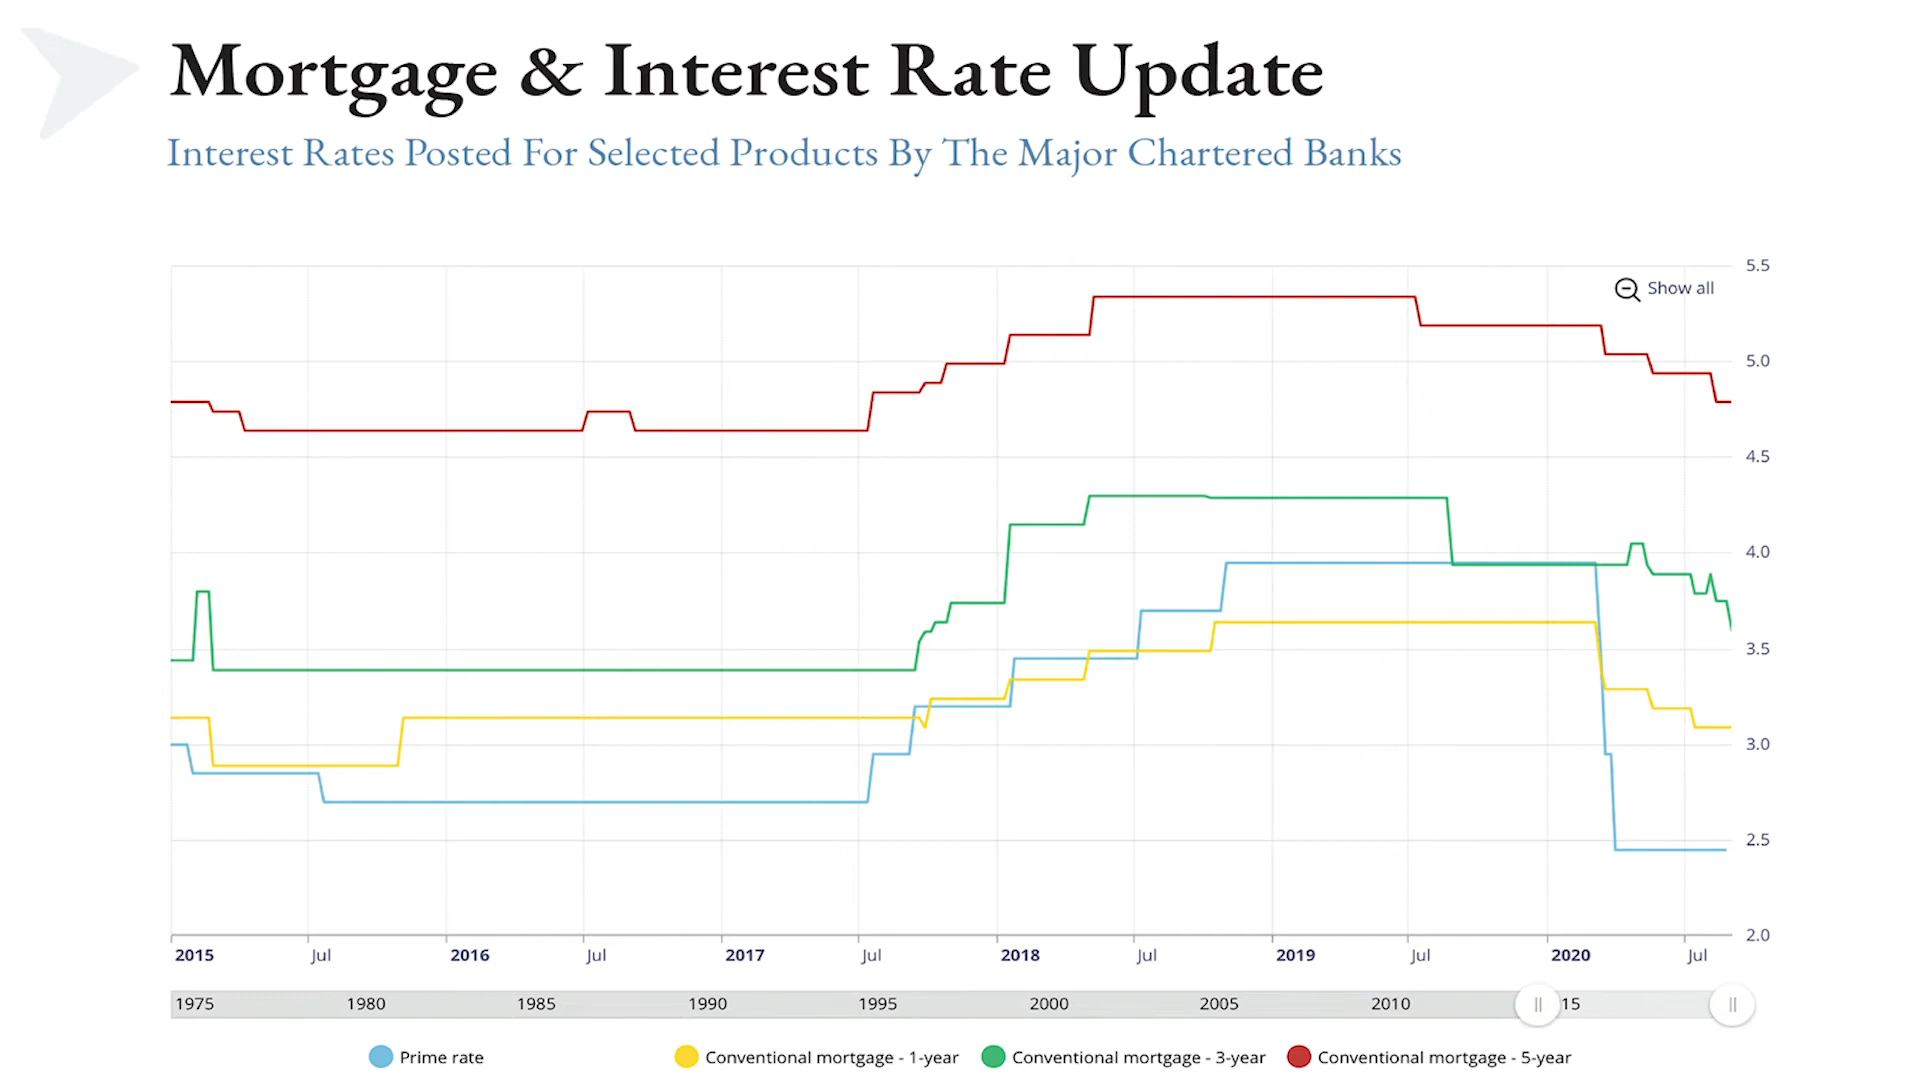 Mortgage & Interest Rate Update
Interest Rates Posted For Selected Products By The Major Chartered Banks
5.5
Show all
5.0
4.5
4.0
3.5
3.0
2.5
2.0
2015 Jul 2016 Jul 2017 Jul 2018 Jul 2019 Jul 2020 Jul
1975 1980 1985 1990 1995 2000 2005 2010 15
Prime rate Conventional mortgage - 1-year Conventional mortgage - 3-year Conventional mortgage - 5-year